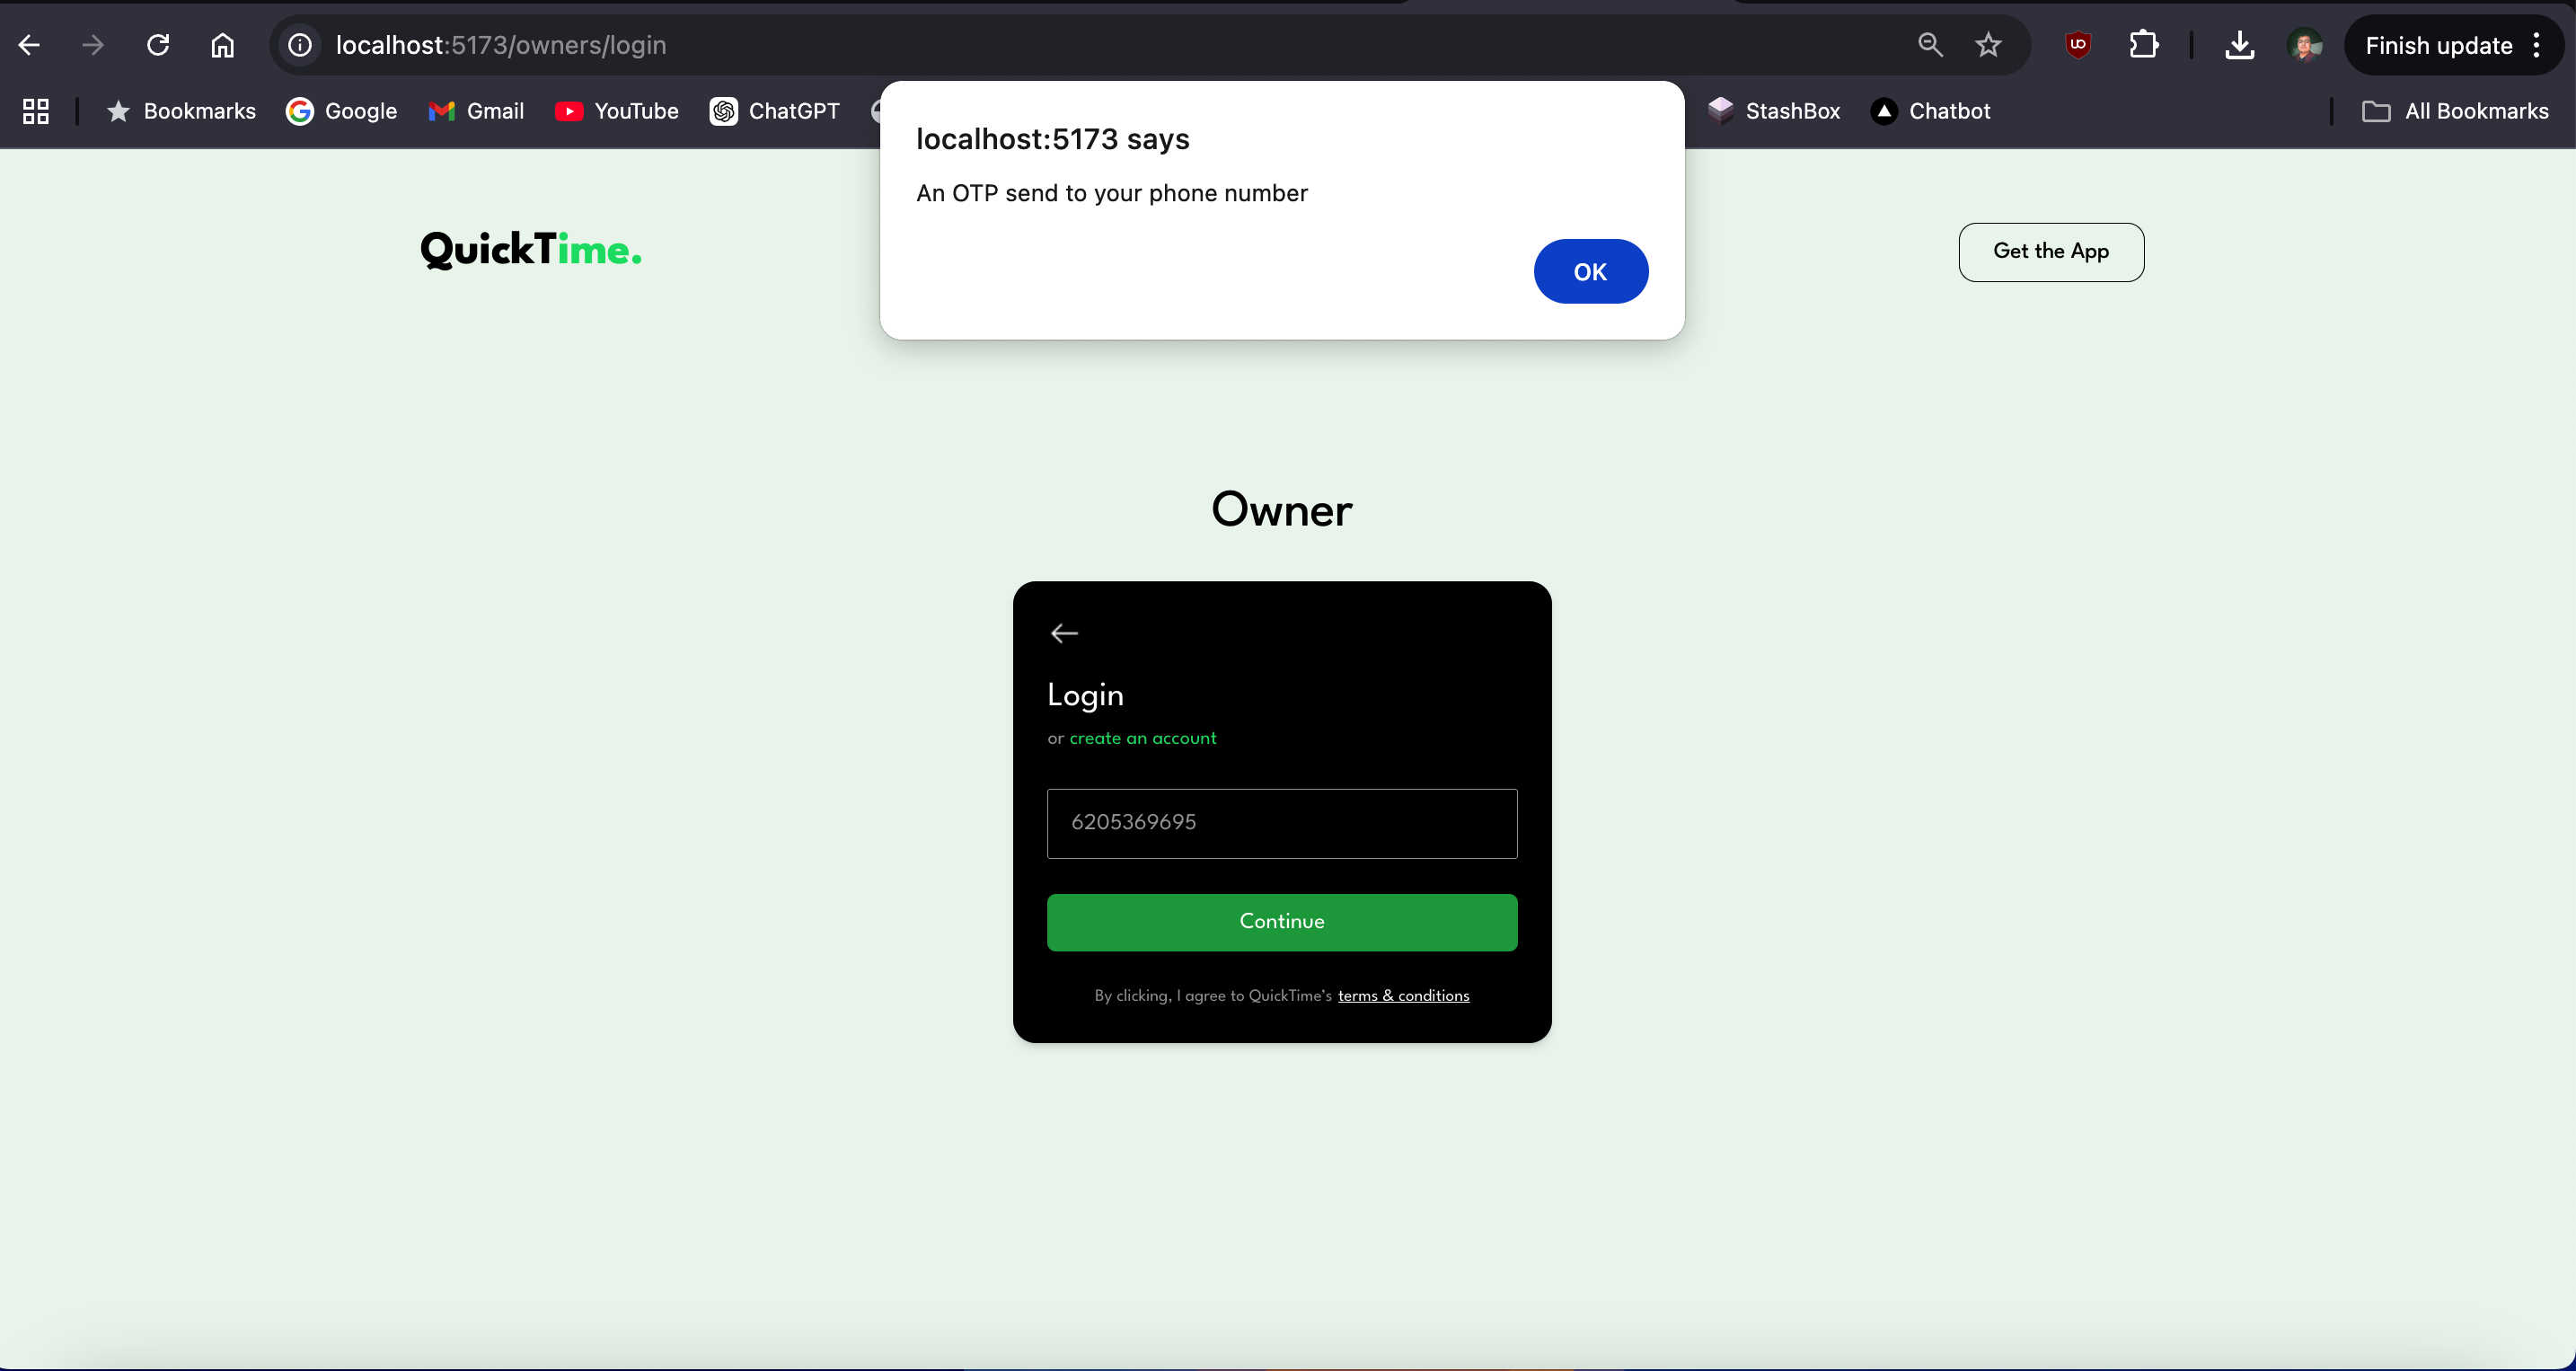 localhost:5173/owners/login
Finish update
Bookmarks
Google
Gmail
YouTube
ChatGPT
StashBox
Chatbot
All Bookmarks
localhost:5173 says
An OTP send to your phone number
OK
QuickTime.
Get the App
Owner
Login
or create an account
6205369695
Continue
By clicking, I agree to QuickTime's terms & conditions